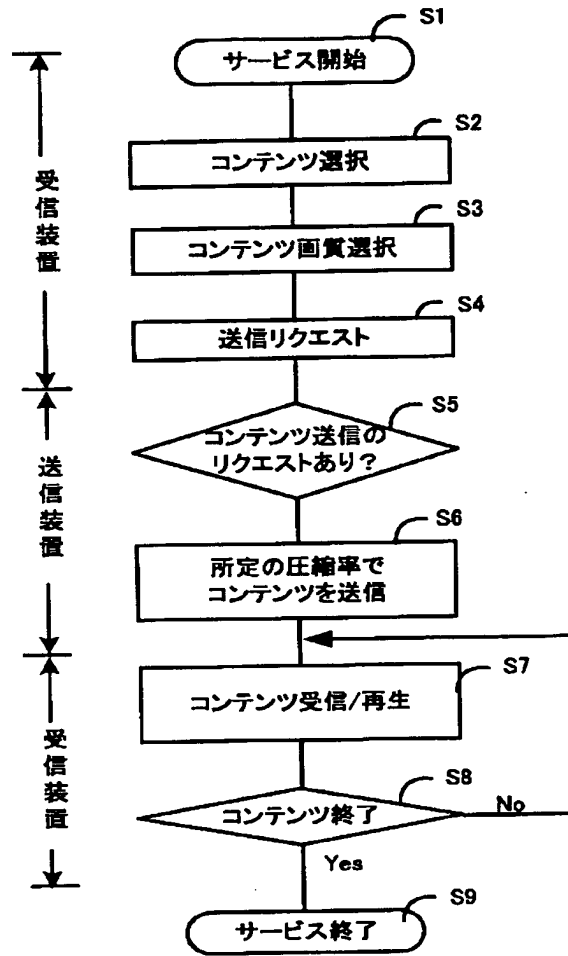 S1
サービス開始
S2
コンテンツ選択
S3
コンテンツ画質選択
S4
送信リクエスト
受信装置
S5
コンテンツ送信の
リクエストあり？
S6
所定の圧縮率で
コンテンツを送信
送信装置
S7
コンテンツ受信/再生
S8
コンテンツ終了
No
Yes
受信装置
S9
サービス終了